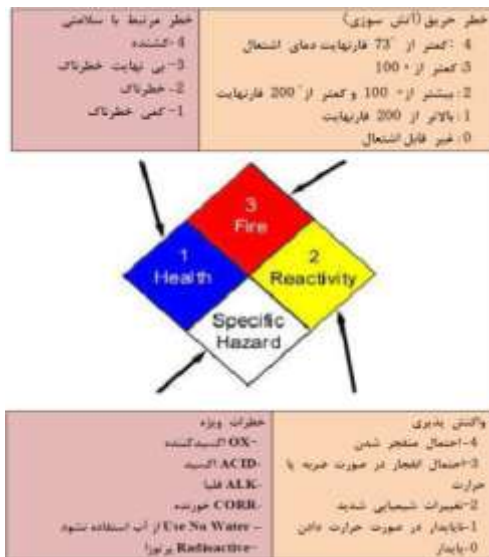 خطر حریق(آتش سوزی)
4 :کمتر از 73° فارنهایت دمای اشتعال
3:کمتر از 100°
2:بیشتر از 100° و کمتر از 200° فارنهایت
1:بالاتر از 200 فارنهایت
0: غیر قابل اشتعال
خطر مرتبط با سلامتی
4-کشنده
3-بی نهایت خطرناک
2- خطرناک
1-کمی خطرناک
3
Fire
1
Health
2
Reactivity
Specific
Hazard
واکنش پذیری
4-احتمال منفجر شدن
3-احتمال انفجار در صورت ضربه یا
حرارت
2-تغییرات شیمیایی شدید
1-ناپایدار در صورت حرارت دادن
0-پایدار
خطرات ویژه
-OX اکسیدکننده
-ACID اکسید
-ALK قلیا
-CORR خورنده
-Use No Water از آب استفاده نشود
-Radioactive پرتوزا